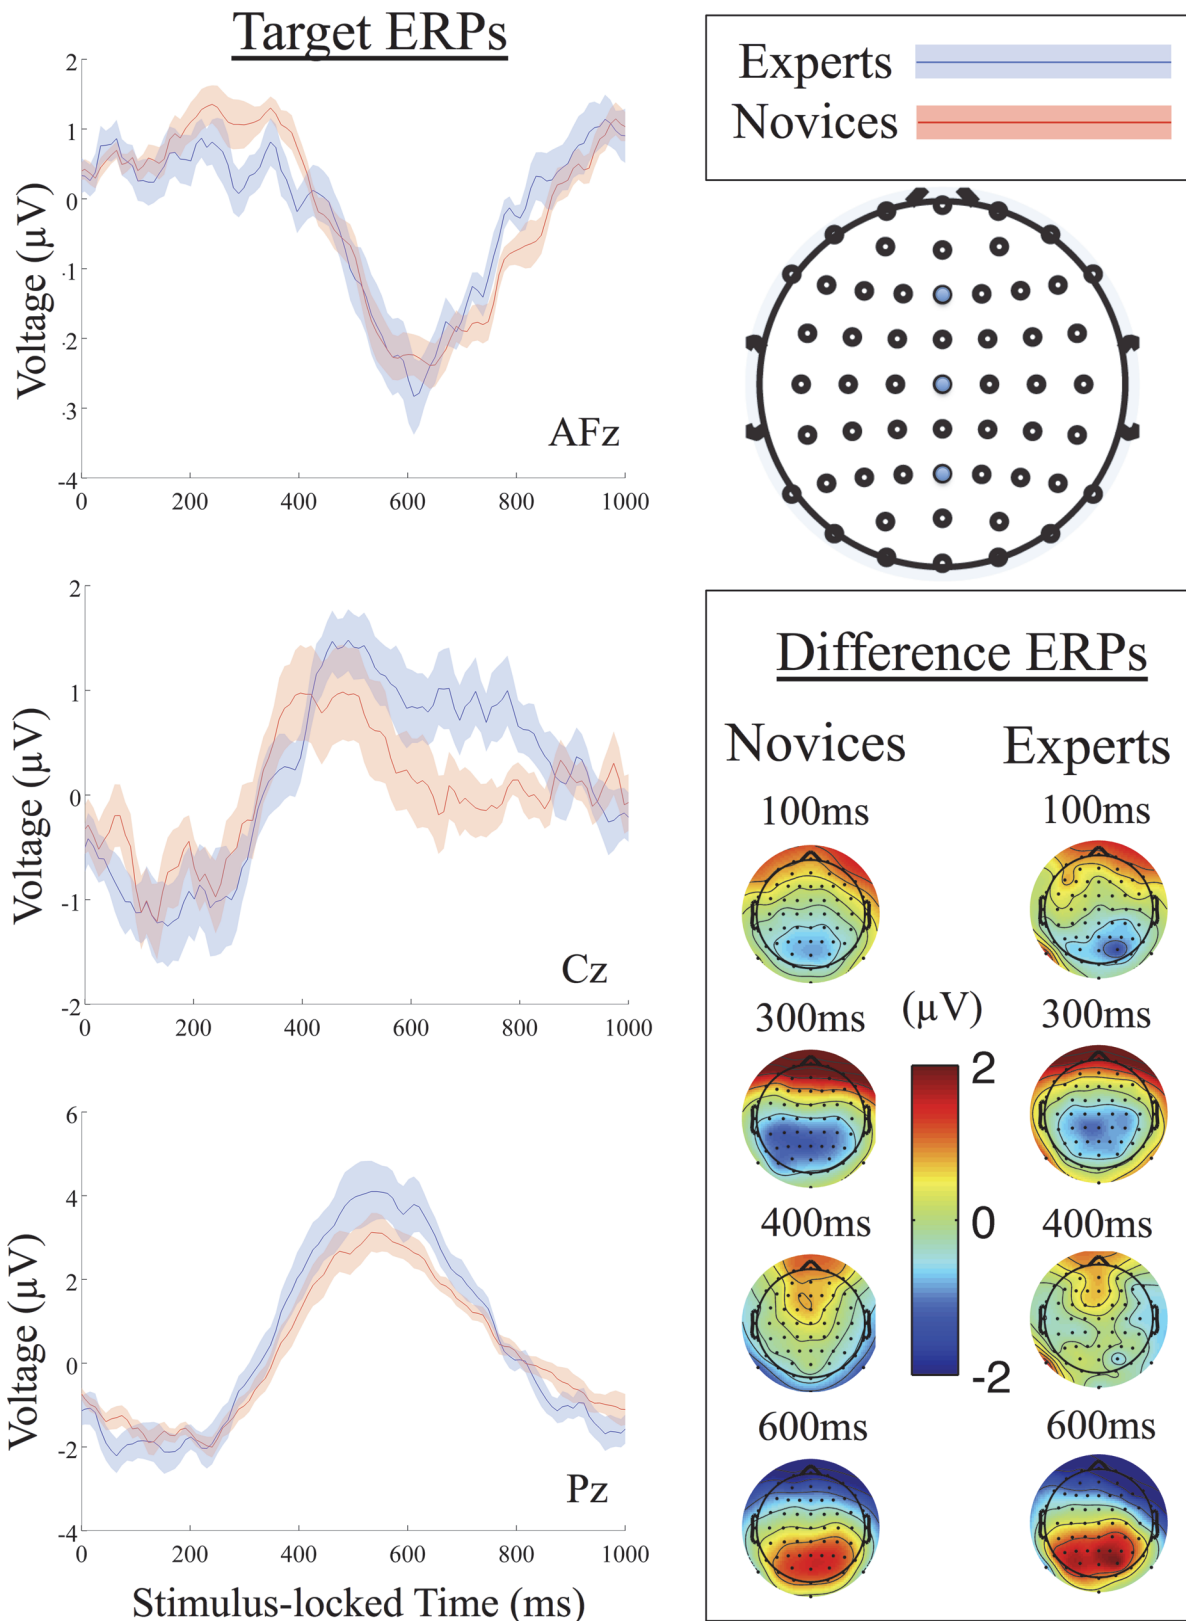 Target ERPs
2
1
0
-1
-2
-3
-4
Voltage (µV)
AFz
0
200
400
600
800
1000
2
1
0
-1
-2
Voltage (µV)
Cz
0
200
400
600
800
1000
6
4
2
0
-2
-4
Voltage (µV)
Pz
0
200
400
600
800
1000
Stimulus-locked Time (ms)
Experts
Novices
Difference ERPs
Novices
Experts
100ms
100ms
300ms
(µV)
300ms
2
0
-2
400ms
400ms
600ms
600ms